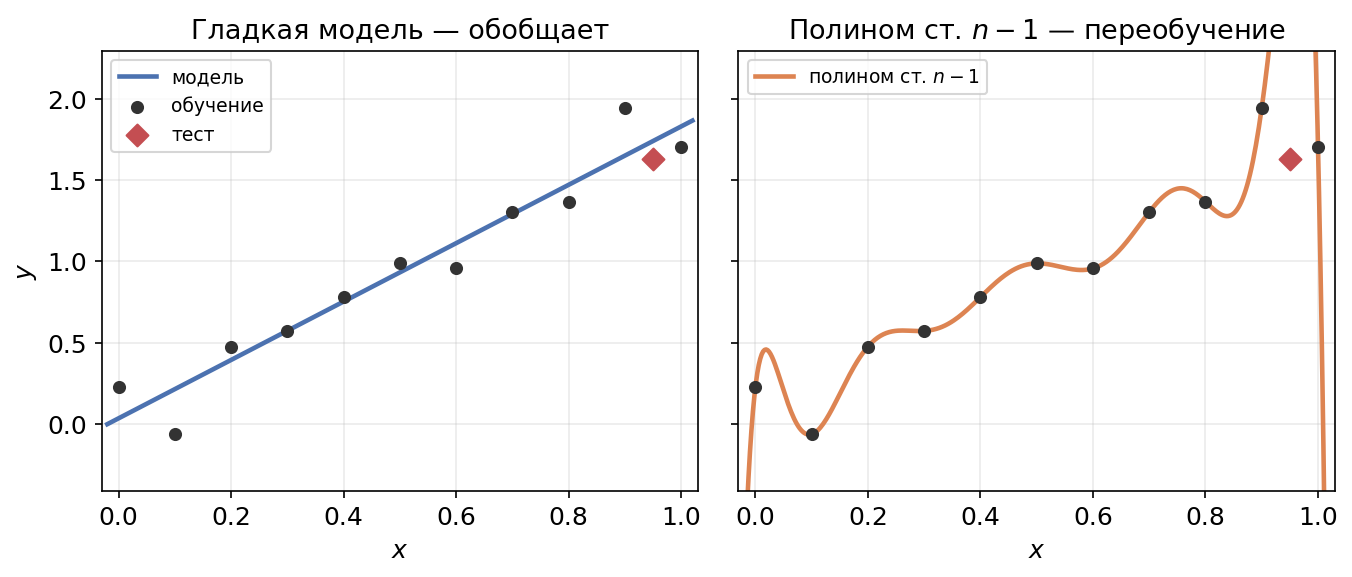 Гладкая модель — обобщает
модель
обучение
тест
2.0
1.5
1.0
0.5
0.0
y
0.0 0.2 0.4 0.6 0.8 1.0
x
Полином ст. n − 1 — переобучение
полином ст. n − 1
0.0 0.2 0.4 0.6 0.8 1.0
x